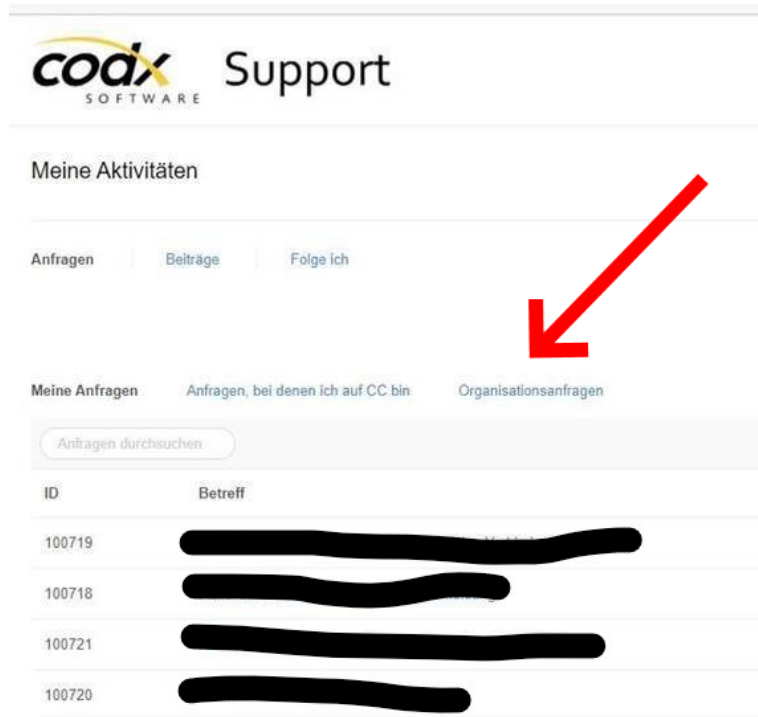 codx Support
SOFTWARE
Meine Aktivitäten
Anfragen Beiträge Folge ich
Meine Anfragen Anfragen, bei denen ich auf CC bin Organisationsanfragen
Anfragen durchsuchen
ID Betreff
100719
100718
100721
100720